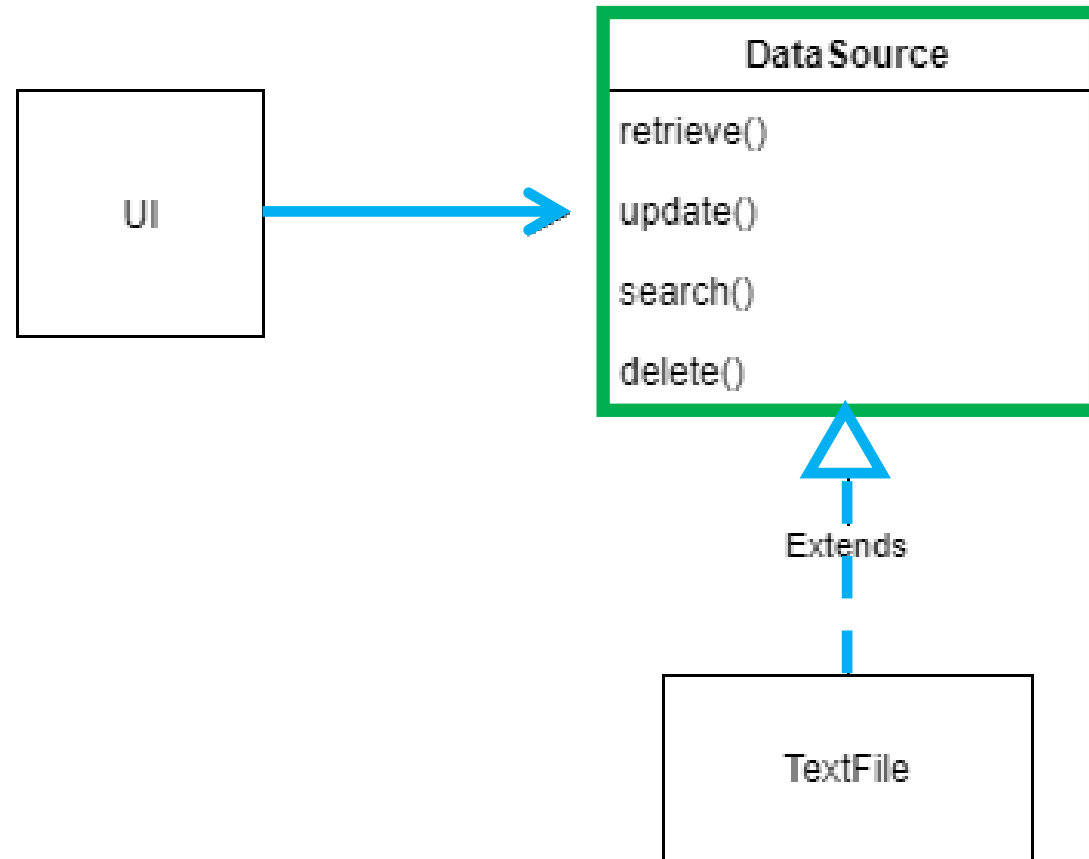 DataSource
retrieve()
UI
update()
search()
delete()
Extends
TextFile